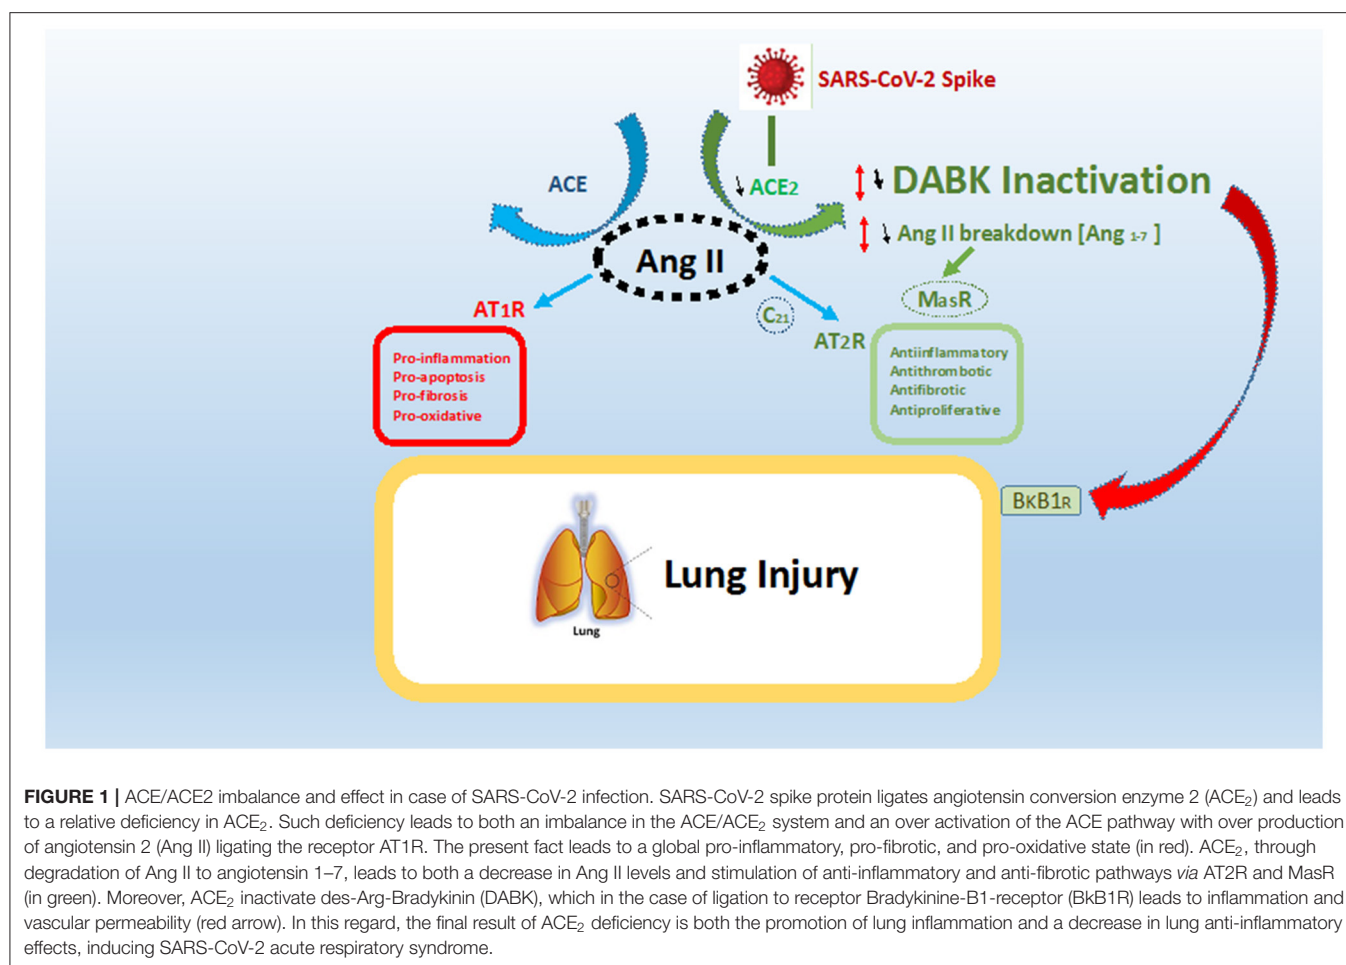 SARS-CoV-2 Spike
ACE
ACE2
DABK Inactivation
Ang II breakdown [Ang 1-7 ]
Ang II
MasR
AT1R
C21
AT2R
Pro-inflammation
Pro-apoptosis
Pro-fibrosis
Pro-oxidative
Antiinflammatory
Antithrombotic
Antifibrotic
Antiproliferative
BKB1R
Lung Injury
Lung
FIGURE 1 | ACE/ACE2 imbalance and effect in case of SARS-CoV-2 infection. SARS-CoV-2 spike protein ligates angiotensin conversion enzyme 2 (ACE2) and leads
to a relative deficiency in ACE2. Such deficiency leads to both an imbalance in the ACE/ACE2 system and an over activation of the ACE pathway with over production
of angiotensin 2 (Ang II) ligating the receptor AT1R. The present fact leads to a global pro-inflammatory, pro-fibrotic, and pro-oxidative state (in red). ACE2, through
degradation of Ang II to angiotensin 1–7, leads to both a decrease in Ang II levels and stimulation of anti-inflammatory and anti-fibrotic pathways via AT2R and MasR
(in green). Moreover, ACE2 inactivate des-Arg-Bradykinin (DABK), which in the case of ligation to receptor Bradykinine-B1-receptor (BkB1R) leads to inflammation and
vascular permeability (red arrow). In this regard, the final result of ACE2 deficiency is both the promotion of lung inflammation and a decrease in lung anti-inflammatory
effects, inducing SARS-CoV-2 acute respiratory syndrome.